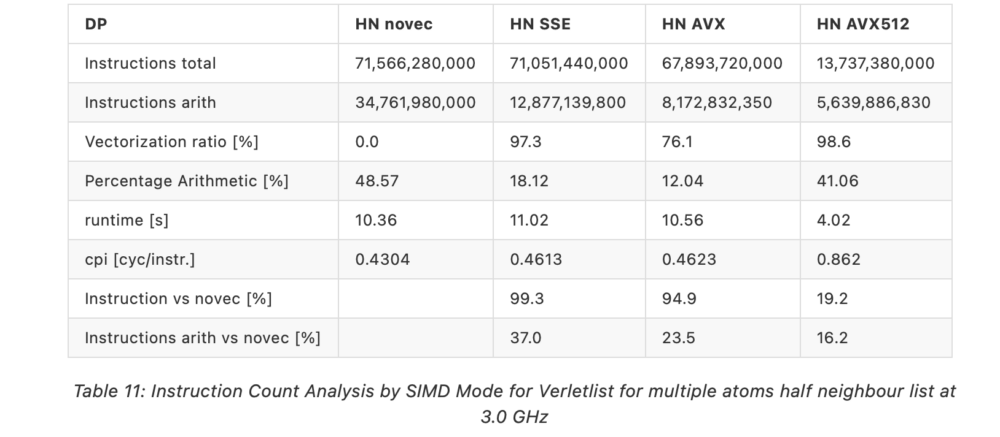 DP HN novec HN SSE HN AVX HN AVX512
Instructions total 71,566,280,000 71,051,440,000 67,893,720,000 13,737,380,000
Instructions arith 34,761,980,000 12,877,139,800 8,172,832,350 5,639,886,830
Vectorization ratio [%] 0.0 97.3 76.1 98.6
Percentage Arithmetic [%] 48.57 18.12 12.04 41.06
runtime [s] 10.36 11.02 10.56 4.02
cpi [cyc/instr.] 0.4304 0.4613 0.4623 0.862
Instruction vs novec [%] 99.3 94.9 19.2
Instructions arith vs novec [%] 37.0 23.5 16.2
Table 11: Instruction Count Analysis by SIMD Mode for Verletlist for multiple atoms half neighbour list at
3.0 GHz